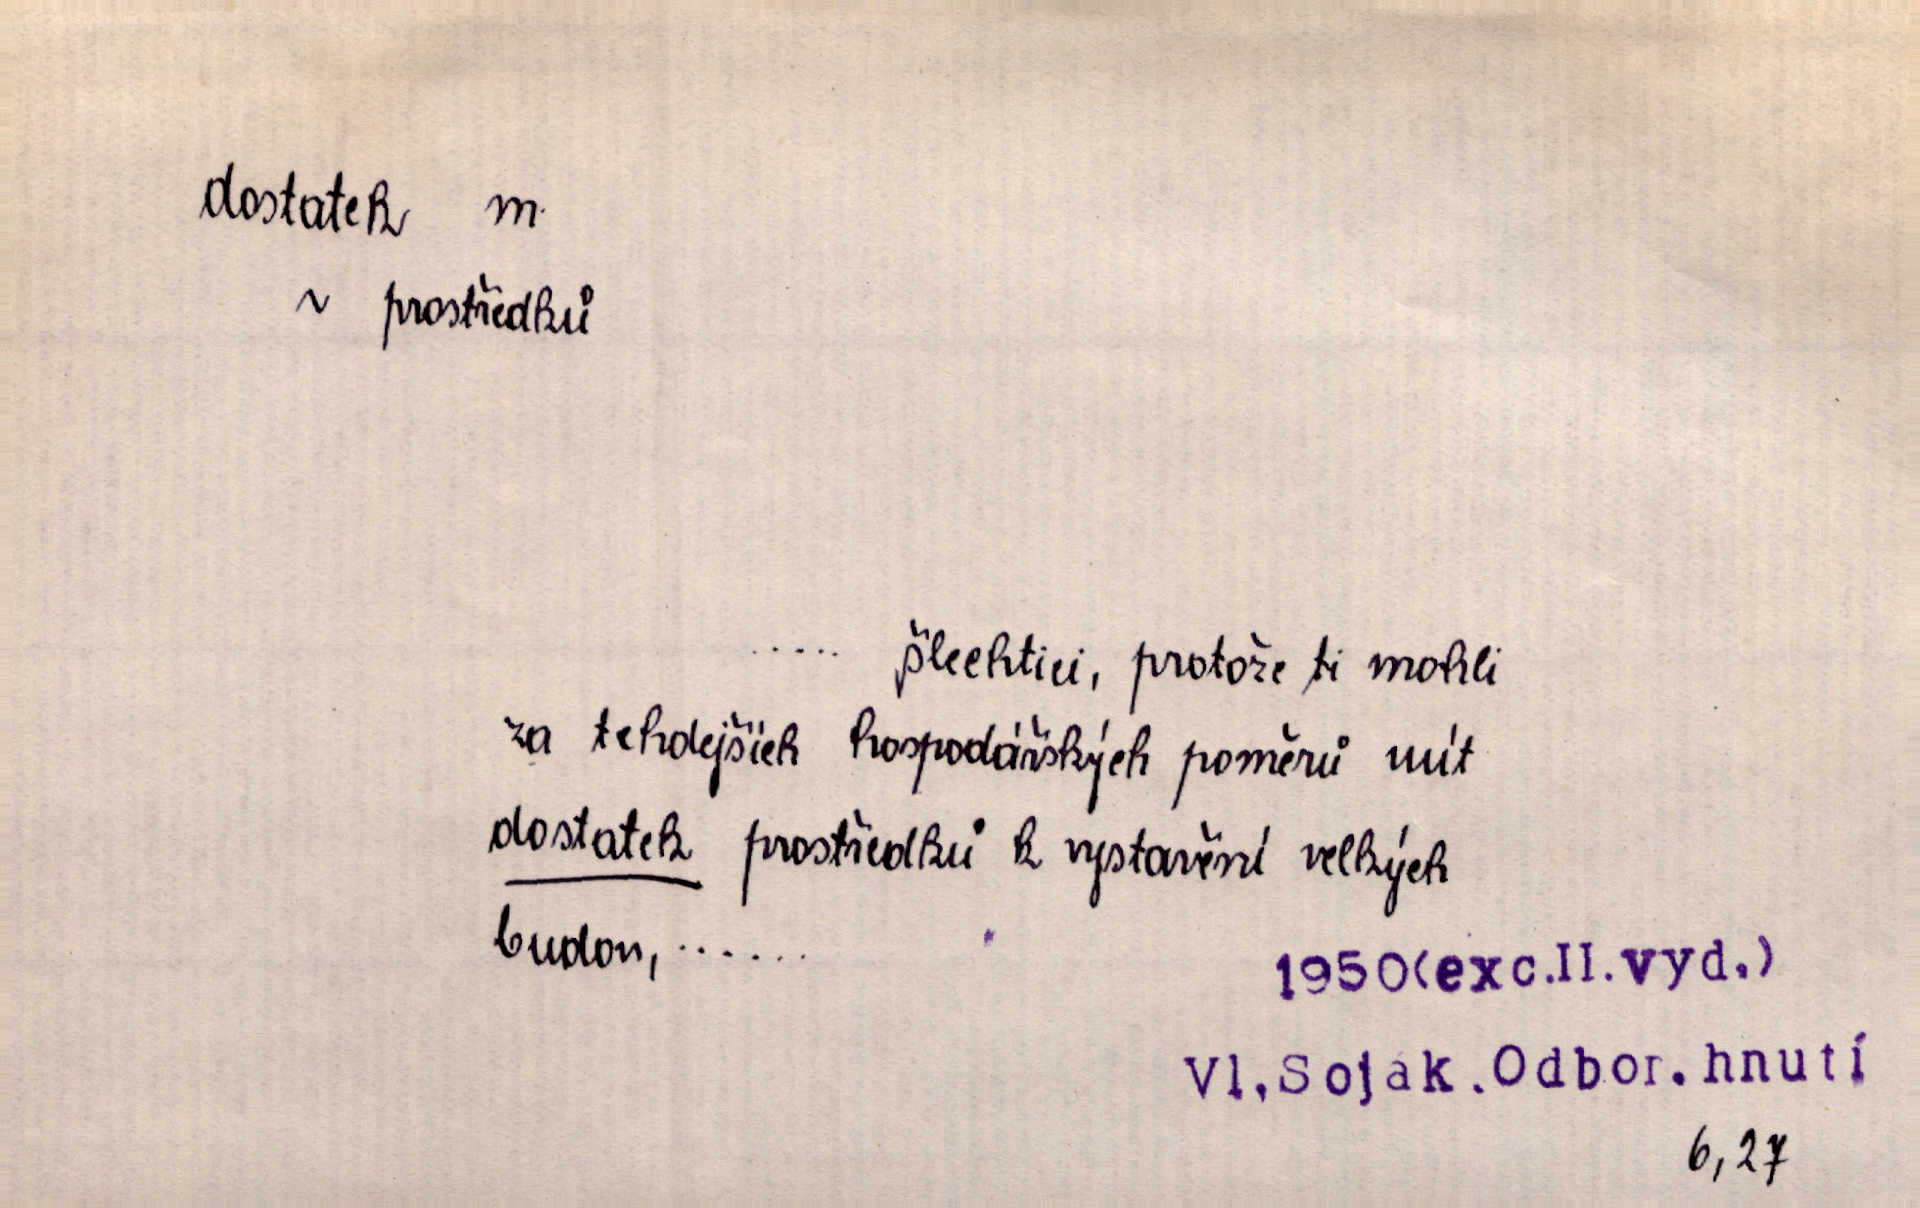 dostatek m.
~ prostředků
..... šlechtici, protože ti mohli
za tehdejších hospodářských poměrů mít
dostatek prostředků k vystavění velkých
budov, ......
1950(exc.II.vyd.)
Vl.Soják.Odbor.hnutí
6,27